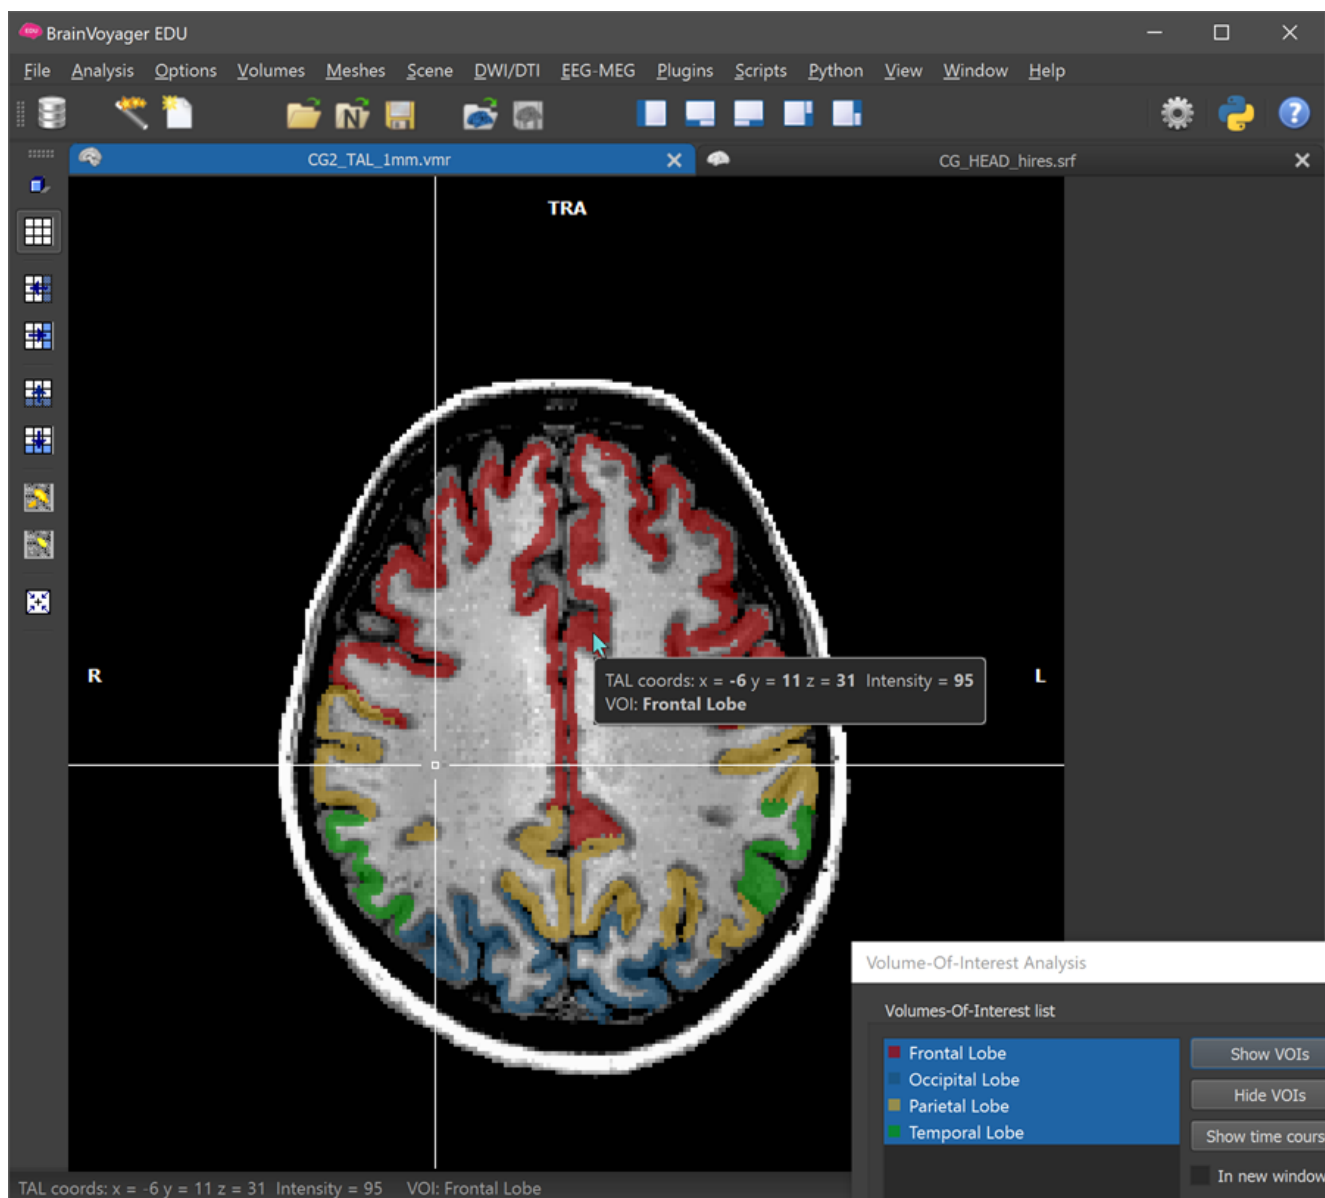 BrainVoyager EDU
File Analysis Options Volumes Meshes Scene DWI/DTI EEG-MEG Plugins Scripts Python View Window Help
CG2_TAL_1mm.vmr CG_HEAD_hires.srf
TRA
R
L
TAL coords: x = -6 y = 11 z = 31 Intensity = 95
VOI: Frontal Lobe
Volume-Of-Interest Analysis
Volumes-Of-Interest list
Frontal Lobe
Occipital Lobe
Parietal Lobe
Temporal Lobe
Show VOIs
Hide VOIs
Show time cours
In new window
TAL coords: x = -6 y = 11 z = 31 Intensity = 95 VOI: Frontal Lobe